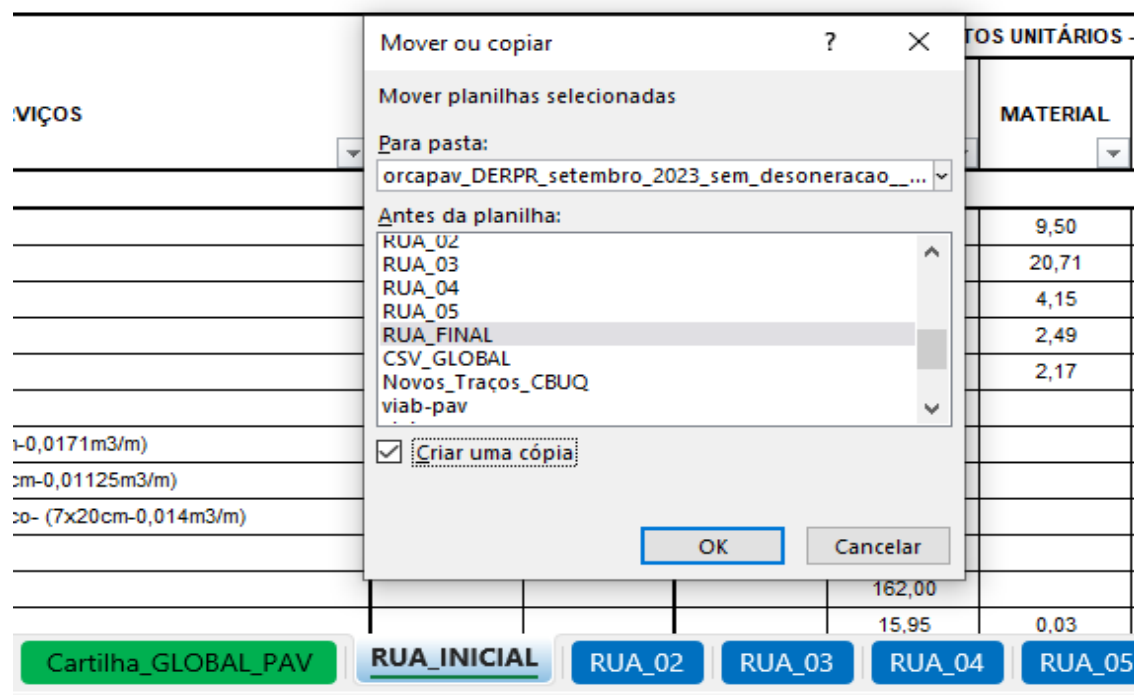 Mover ou copiar ? ×
TOS UNITÁRIOS -
Mover planilhas selecionadas
VIÇOS
MATERIAL
Para pasta:
orcapav_DERPR_setembro_2023_sem_desoneracao__...
Antes da planilha:
RUA_02
RUA_03
RUA_04
RUA_05
RUA_FINAL
CSV_GLOBAL
Novos_Traços_CBUQ
viab-pav
9,50
20,71
4,15
2,49
2,17
-0,0171m3/m)
Criar uma cópia
cm-0,01125m3/m)
co- (7x20cm-0,014m3/m)
OK Cancelar
162,00
15,95 0,03
Cartilha_GLOBAL_PAV RUA_INICIAL RUA_02 RUA_03 RUA_04 RUA_05